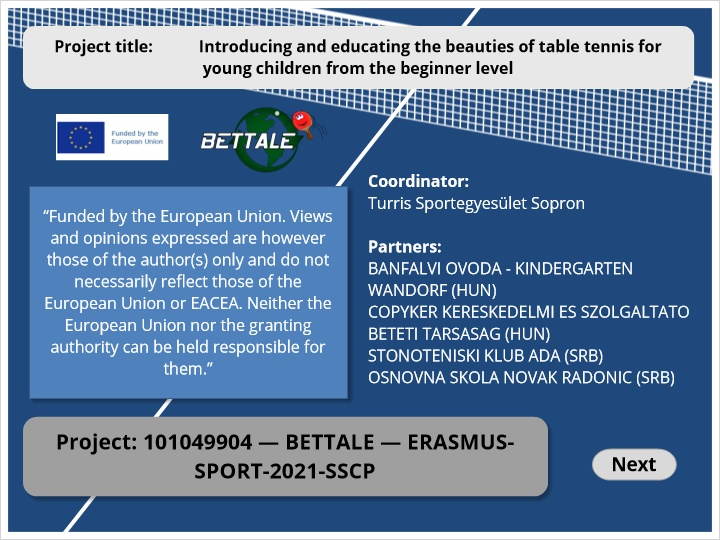 Project title: Introducing and educating the beauties of table tennis for
young children from the beginner level
Funded by the
European Union
BETTALE
Coordinator:
Turris Sportegyesület Sopron
Partners:
BANFALVI OVODA - KINDERGARTEN
WANDORF (HUN)
COPYKER KERESKEDELMI ES SZOLGALTATO
BETETI TARSASAG (HUN)
STONOTENISKI KLUB ADA (SRB)
OSNOVNA SKOLA NOVAK RADONIC (SRB)
“Funded by the European Union. Views
and opinions expressed are however
those of the author(s) only and do not
necessarily reflect those of the
European Union or EACEA. Neither the
European Union nor the granting
authority can be held responsible for
them.”
Project: 101049904 — BETTALE — ERASMUS-
SPORT-2021-SSCP
Next